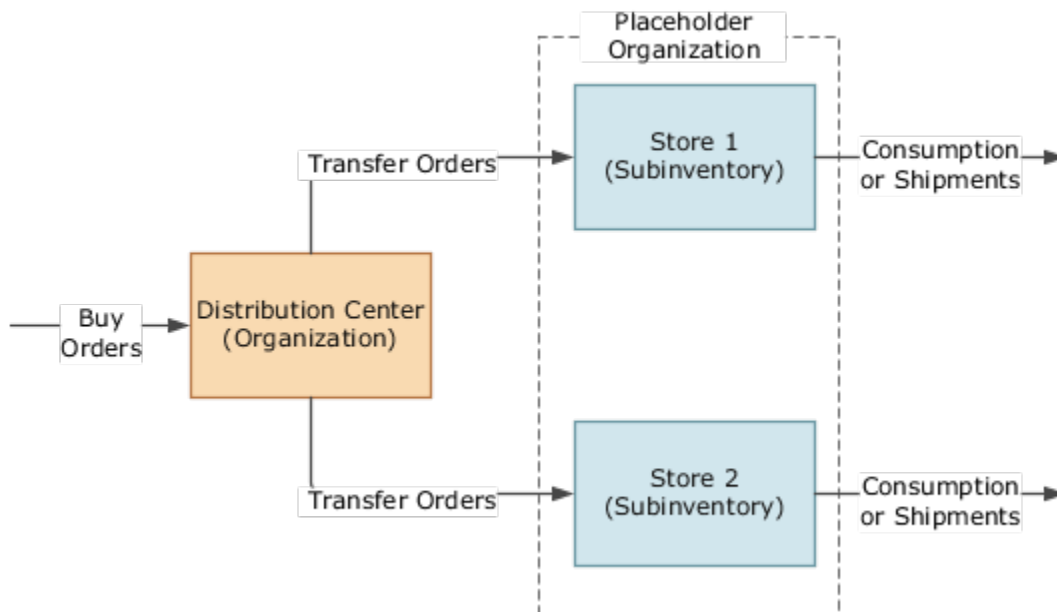 Placeholder
Organization
Store 1
(Subinventory)
Transfer Orders
Consumption
or Shipments
Distribution Center
(Organization)
Buy
Orders
Store 2
(Subinventory)
Transfer Orders
Consumption
or Shipments